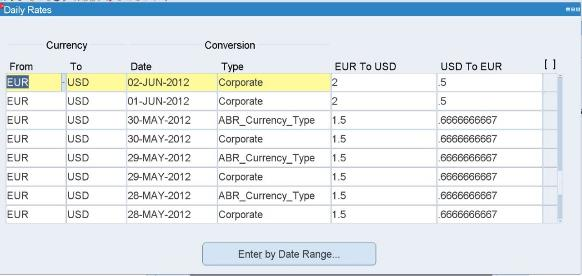 Daily Rates
Currency Conversion
From To Date Type EUR To USD USD To EUR [ ]
EUR USD 02-JUN-2012 Corporate 2 .5
EUR USD 01-JUN-2012 Corporate 2 .5
EUR USD 30-MAY-2012 ABR_Currency_Type 1.5 .6666666667
EUR USD 30-MAY-2012 Corporate 1.5 .6666666667
EUR USD 29-MAY-2012 ABR_Currency_Type 1.5 .6666666667
EUR USD 29-MAY-2012 Corporate 1.5 .6666666667
EUR USD 28-MAY-2012 ABR_Currency_Type 1.5 .6666666667
EUR USD 28-MAY-2012 Corporate 1.5 .6666666667
Enter by Date Range...